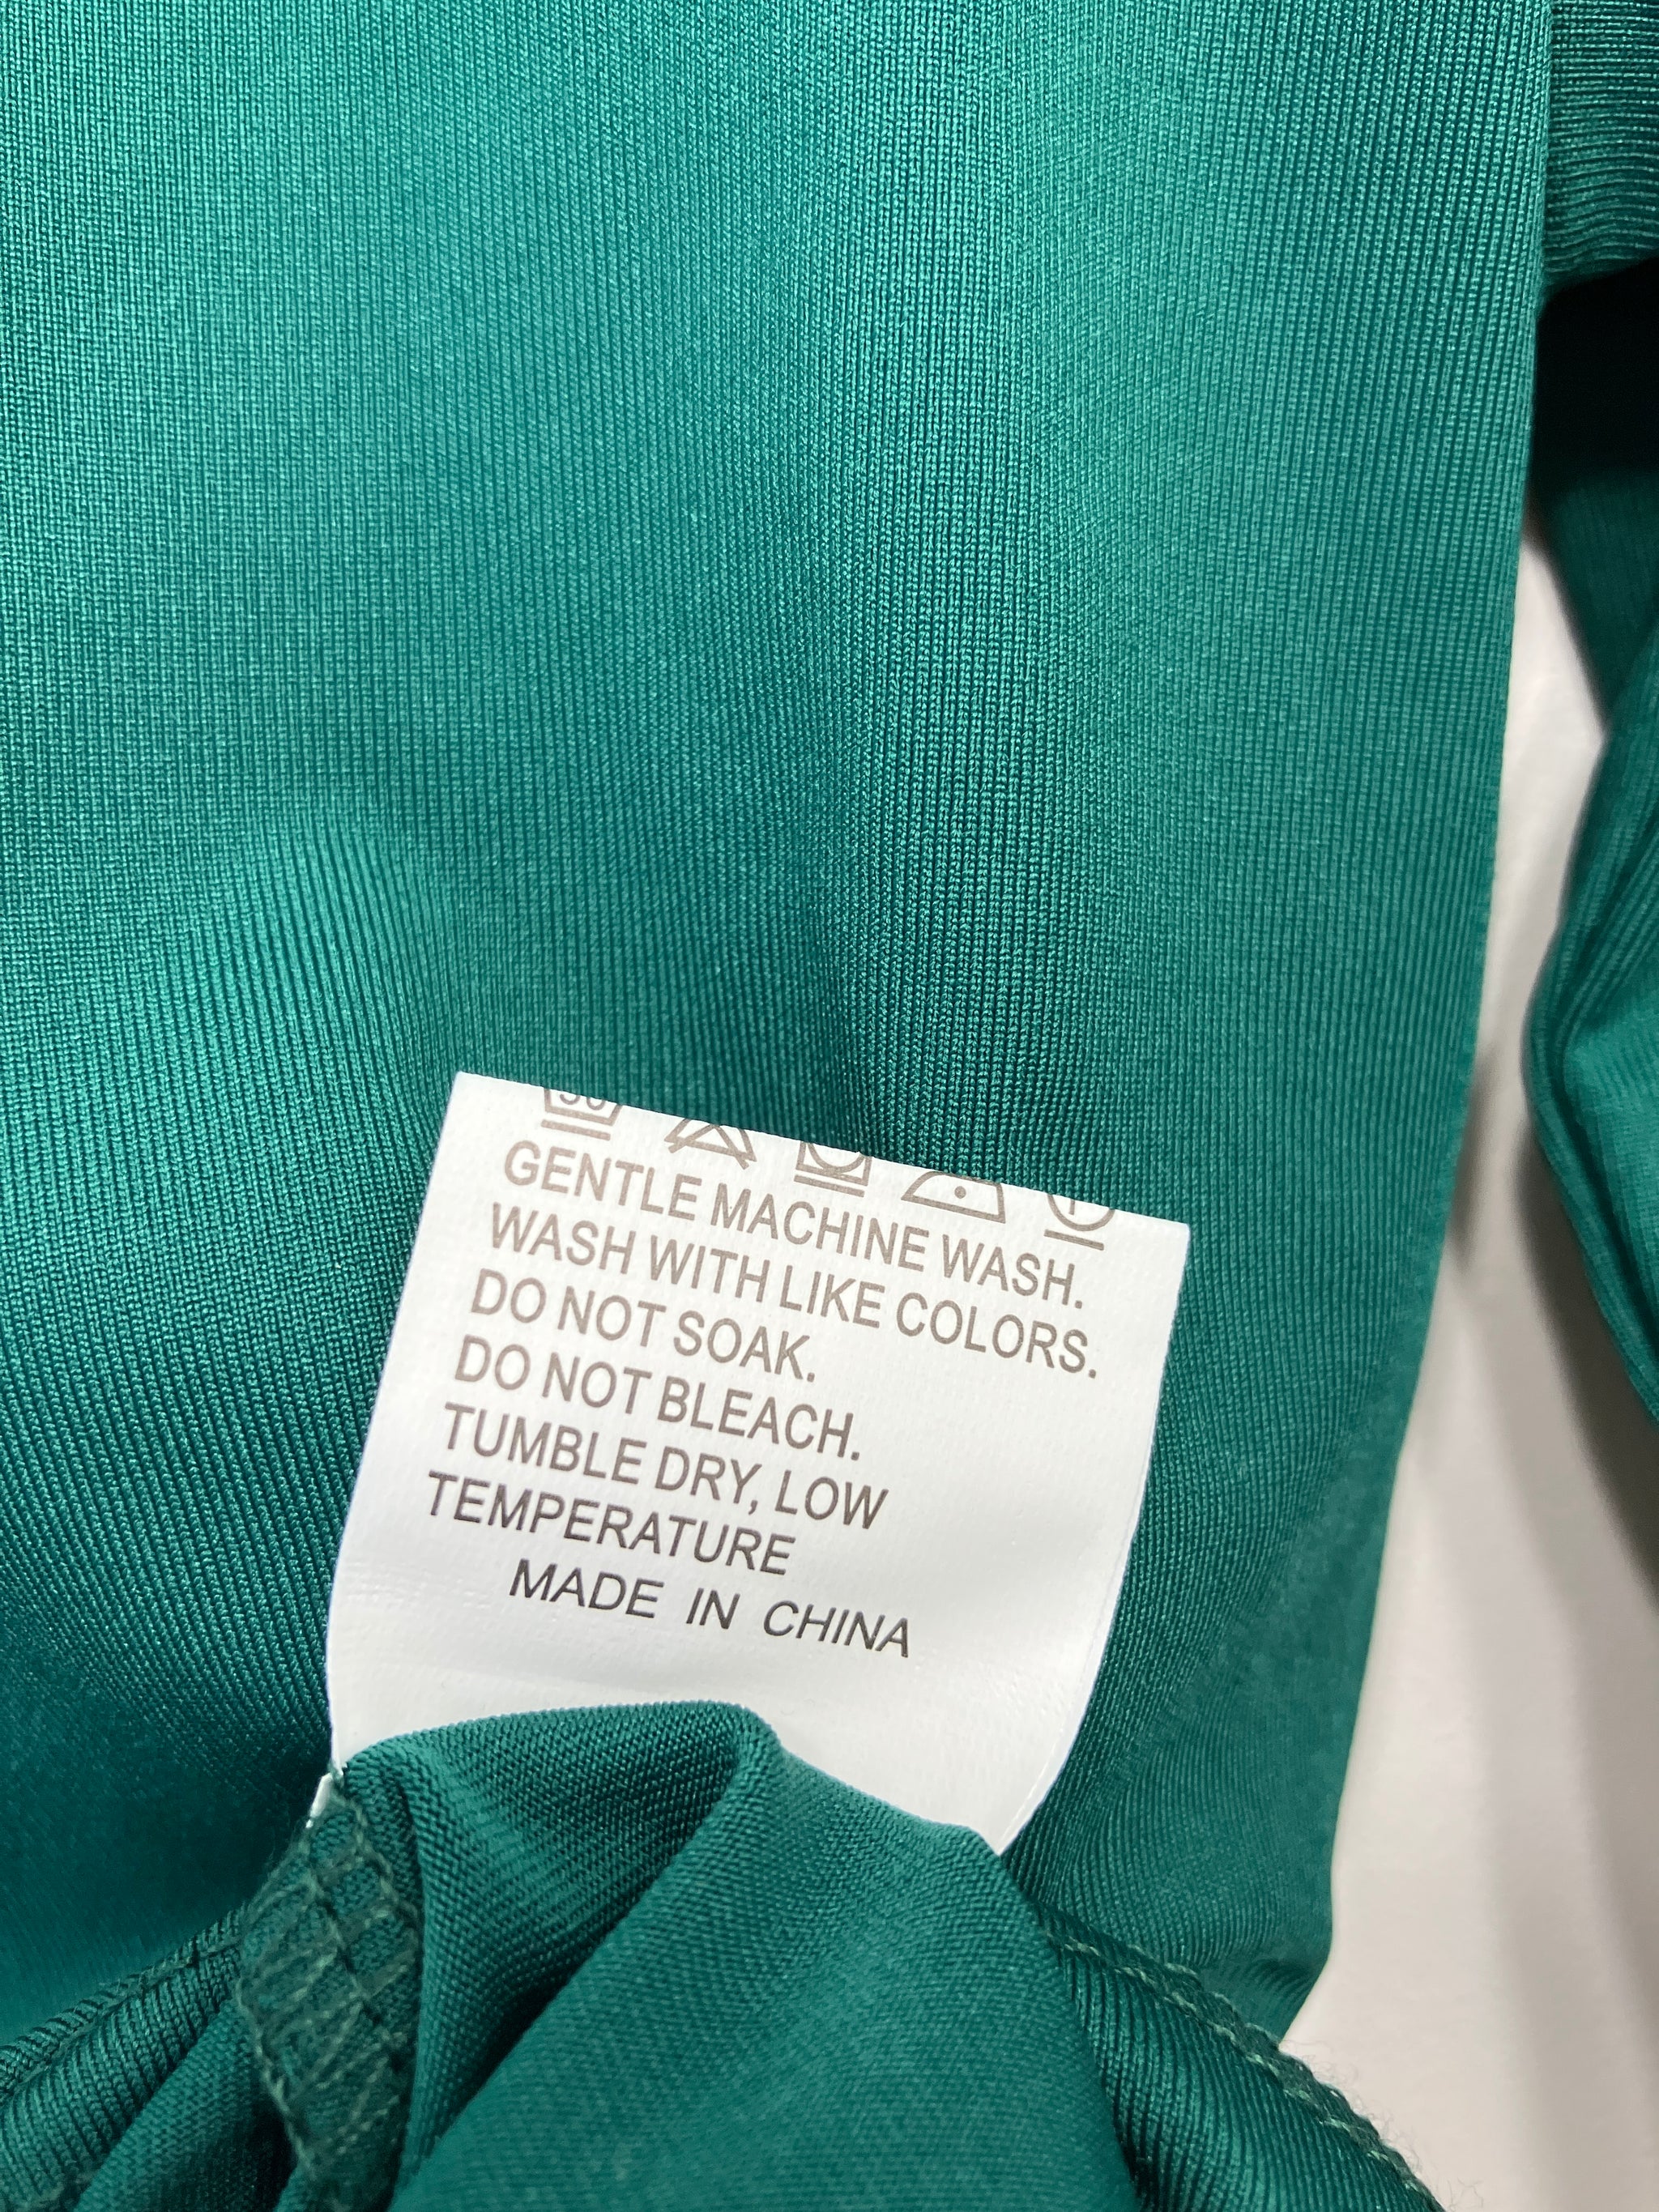 GENTLE MACHINE WASH.
WASH WITH LIKE COLORS.
DO NOT SOAK.
DO NOT BLEACH.
TUMBLE DRY, LOW
TEMPERATURE
MADE IN CHINA